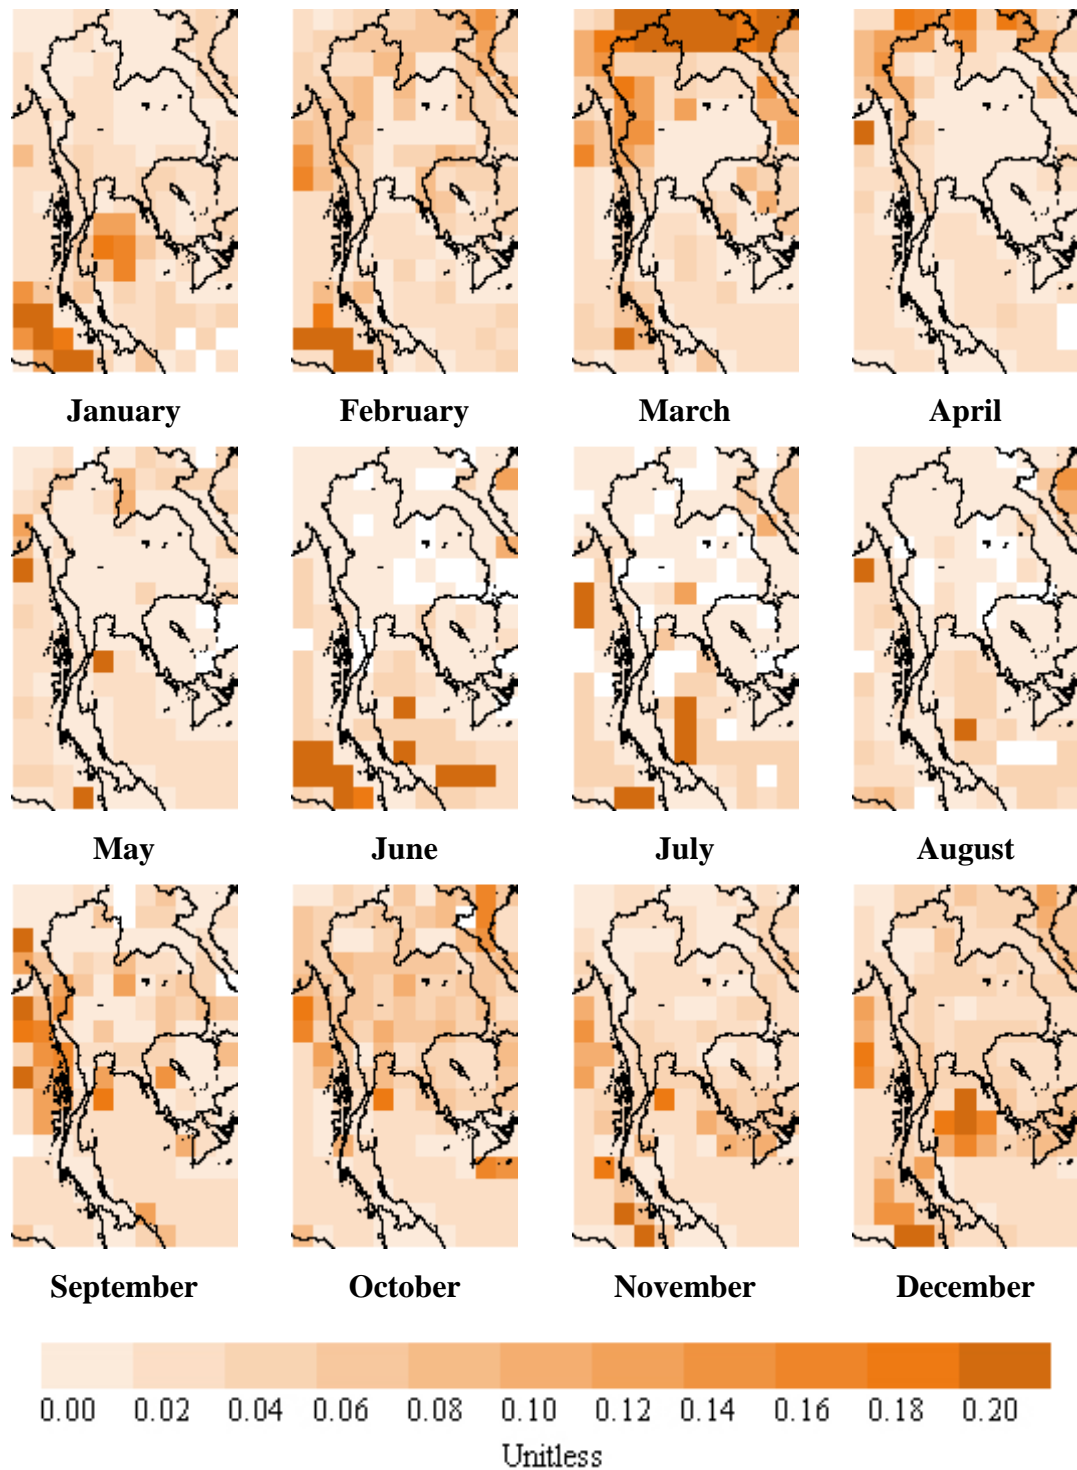 January February March April
May June July August
September October November December
0.00 0.02 0.04 0.06 0.08 0.10 0.12 0.14 0.16 0.18 0.20
Unitless